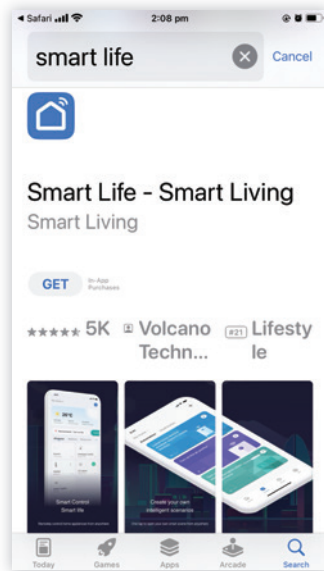 Safari
2:08 pm
smart life
Cancel
Smart Life - Smart Living
Smart Living
GET
In-App
Purchases
5K
Volcano
Techn...
#21
Lifesty
le
Smart Control
Smart life
Create your own
intelligent scenarios
Today
Games
Apps
Arcade
Search